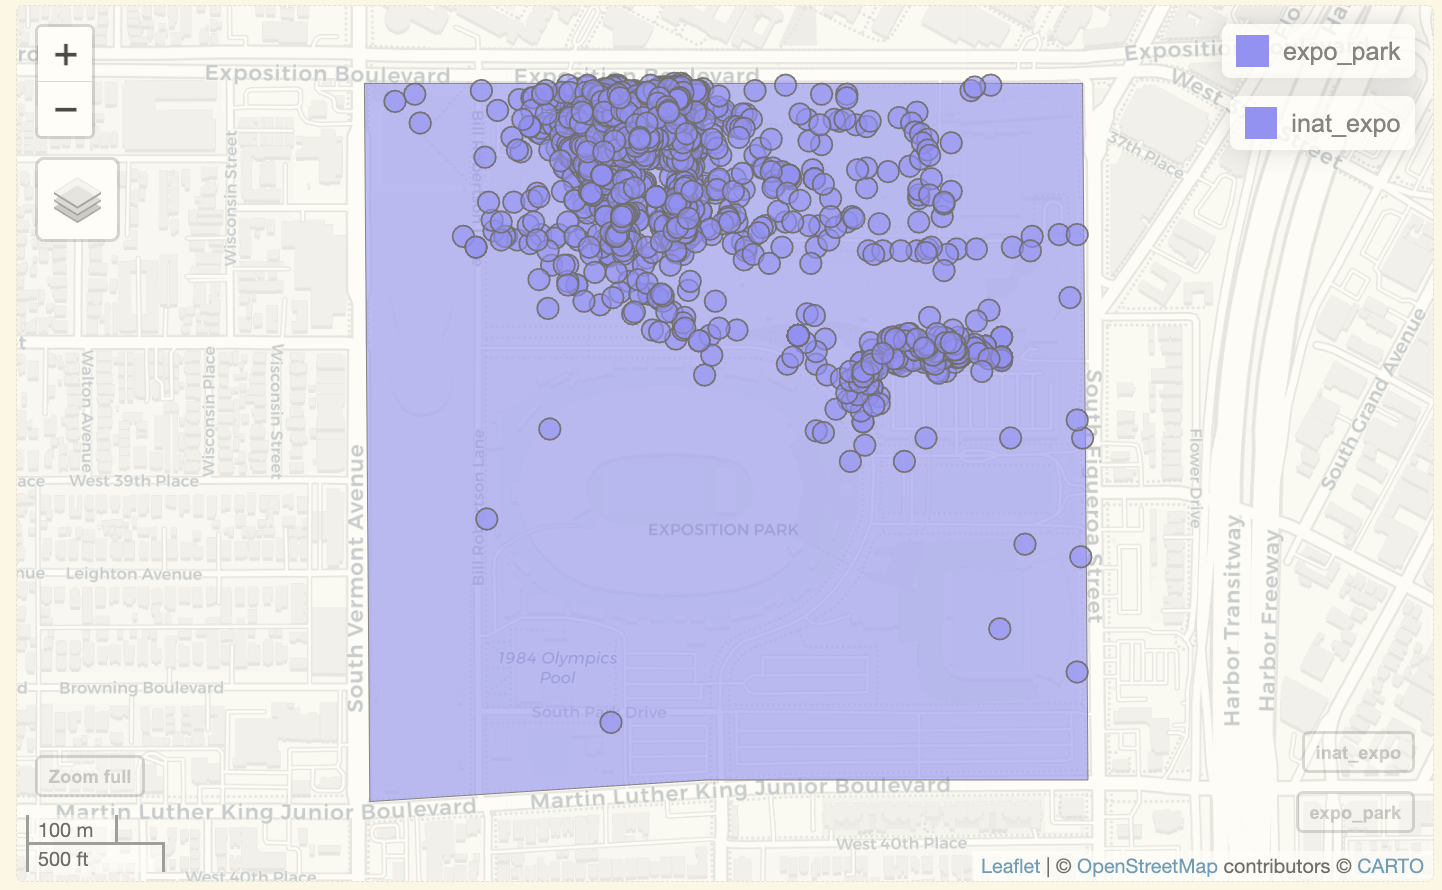 +
−
Exposition Boulevard
Exposition Boulevard
Exposition
expo_park
inat_expo
West
Street
37th Place
Wisconsin Street
Walton Avenue
Wisconsin Place
Wisconsin Street
West 39th Place
Leighton Avenue
Browning Boulevard
South Vermont Avenue
Bill Robertson Lane
EXPOSITION PARK
1984 Olympics
Pool
South Park Drive
South Figueroa Street
Flower Drive
South Grand Avenue
Harbor Transitway
Harbor Freeway
Zoom full
inat_expo
expo_park
Martin Luther King Junior Boulevard
Martin Luther King Junior Boulevard
100 m
500 ft
West 40th Place
West 40th Place
Leaflet | © OpenStreetMap contributors © CARTO